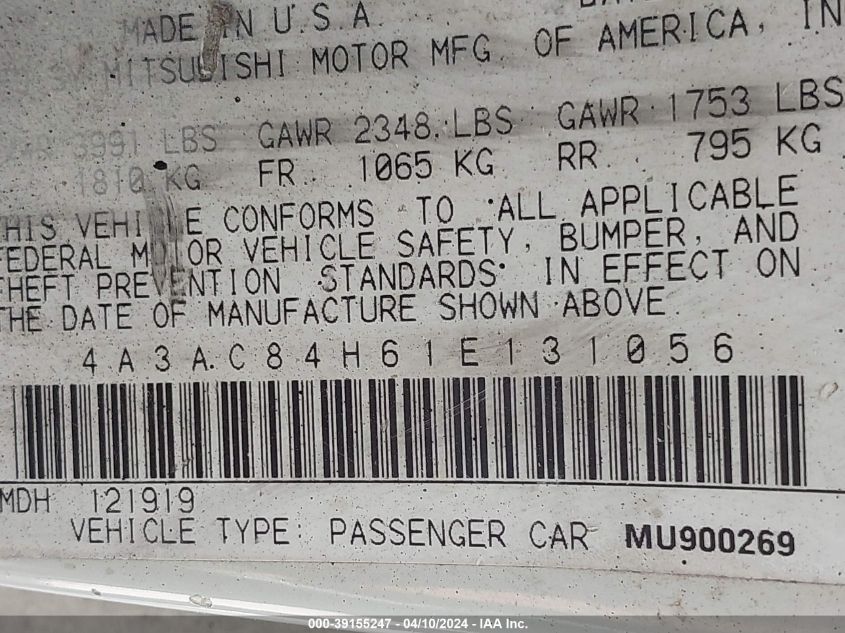 MADE IN U.S.A.
MITSUBISHI MOTOR MFG. OF AMERICA, IN
3991 LBS GAWR 2348 LBS GAWR 1753 LBS
1810 KG FR 1065 KG RR 795 KG
THIS VEHICLE CONFORMS TO ALL APPLICABLE
FEDERAL MOTOR VEHICLE SAFETY, BUMPER, AND
THEFT PREVENTION STANDARDS IN EFFECT ON
THE DATE OF MANUFACTURE SHOWN ABOVE.
4A3AC84H61E131056
MDH 121919
VEHICLE TYPE: PASSENGER CAR MU900269
000-39155247 - 04/10/2024 - IAA Inc.